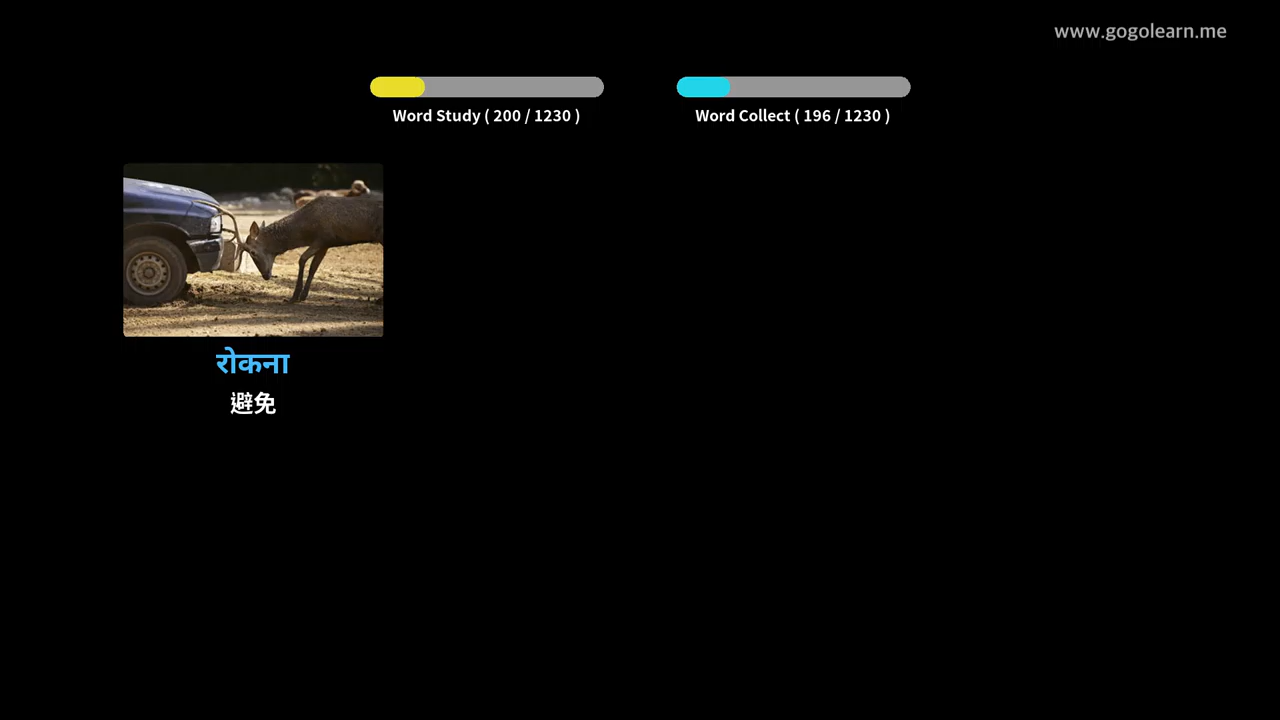 www.gogolearn.me
Word Study ( 200 / 1230 )
Word Collect ( 196 / 1230 )
रोकना
避免